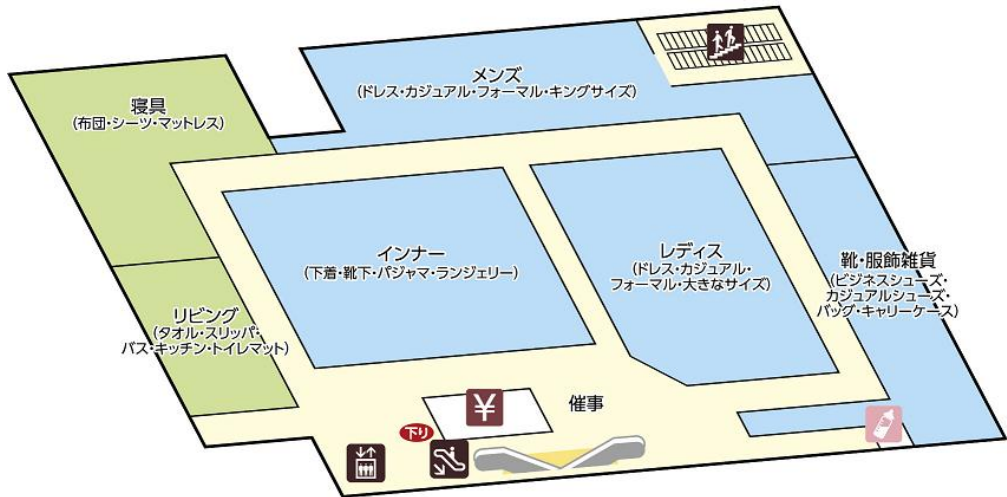 メンズ
(ドレス・カジュアル・フォーマル・キングサイズ)
寝具
(布団・シーツ・マットレス)
インナー
(下着・靴下・パジャマ・ランジェリー)
レディス
(ドレス・カジュアル・
フォーマル・大きなサイズ)
靴・服飾雑貨
(ビジネスシューズ・
カジュアルシューズ・
バッグ・キャリーケース)
リビング
(タオル・スリッパ・
バス・キッチン・トイレマット)
¥
催事
下り